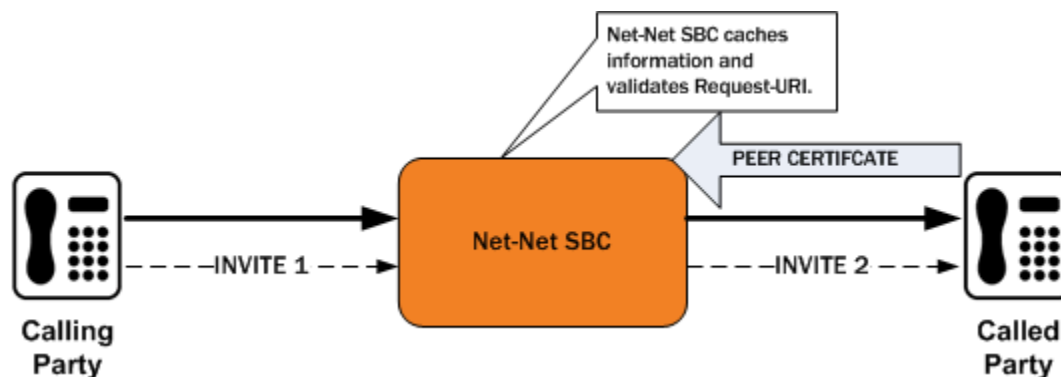 Net-Net SBC caches
information and
validates Request-URI.
PEER CERTIFCATE
Net-Net SBC
INVITE 1
INVITE 2
Calling
Party
Called
Party